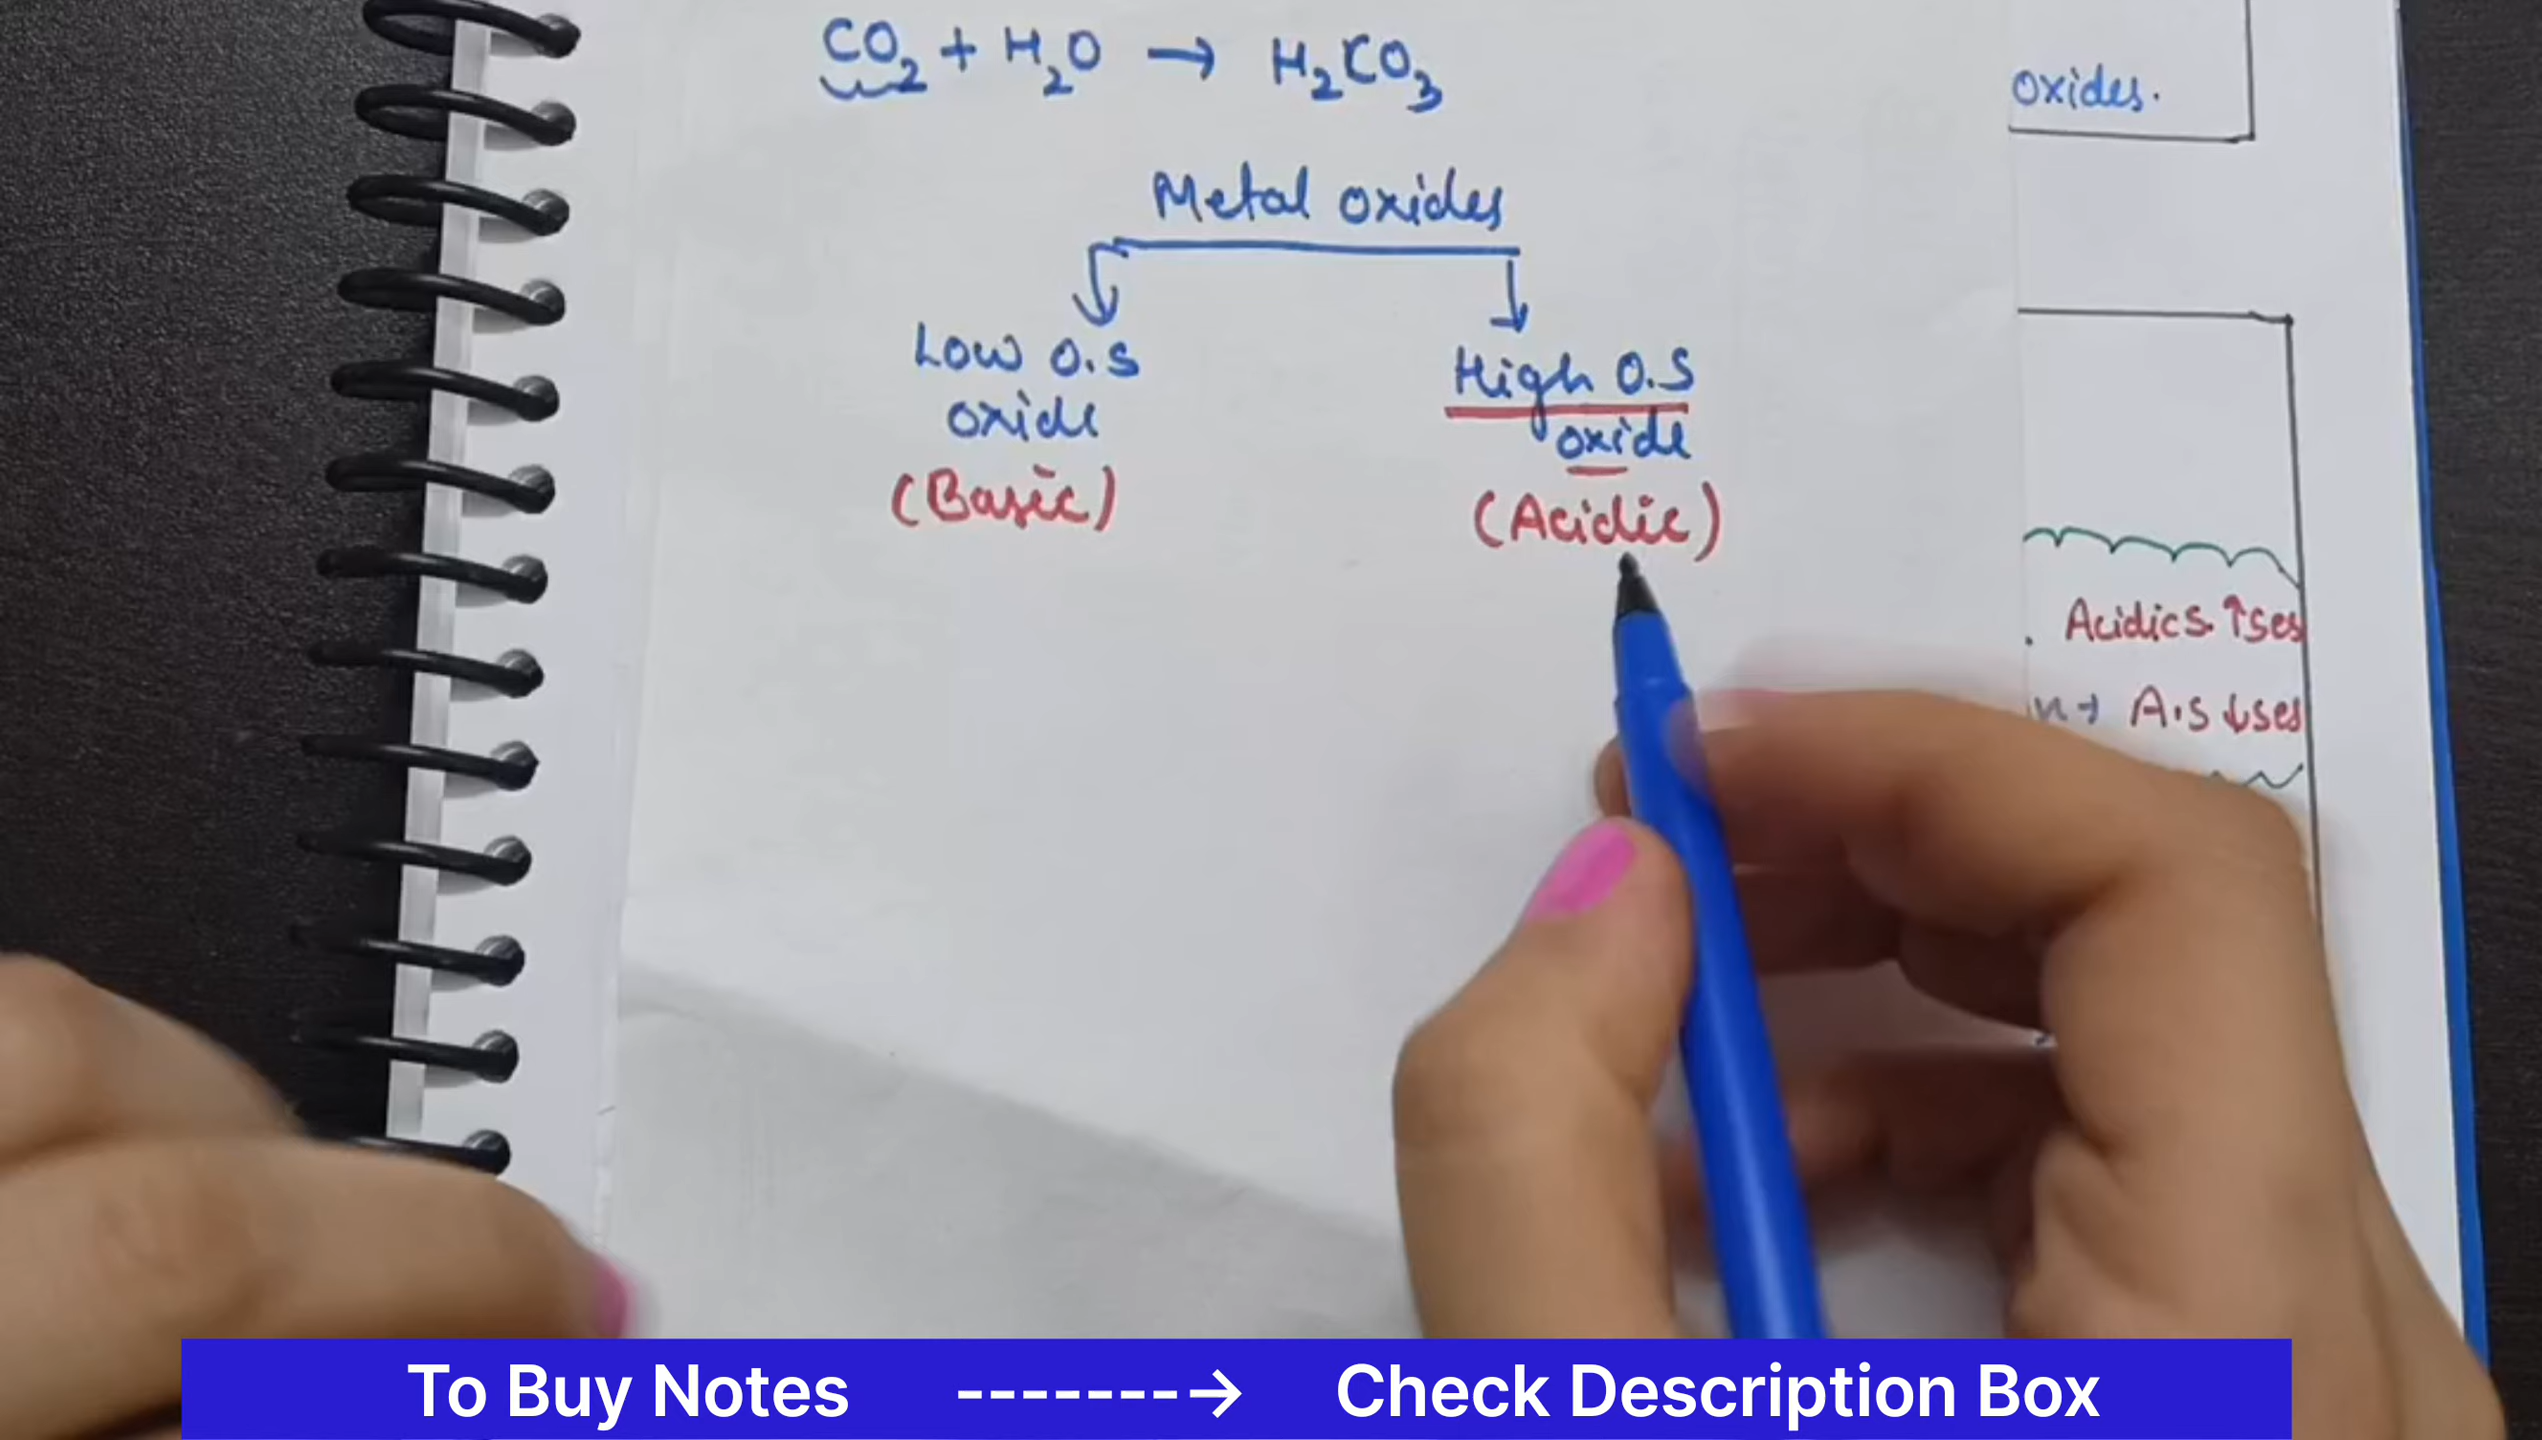 CO₂ + H₂O → H₂CO₃
oxides.
Metal oxides
Low O.S
oxide
(Basic)
High O.S
oxide
(Acidic)
. Acidics. ↑ses
n→ A.S ↓ses
To Buy Notes -------→ Check Description Box